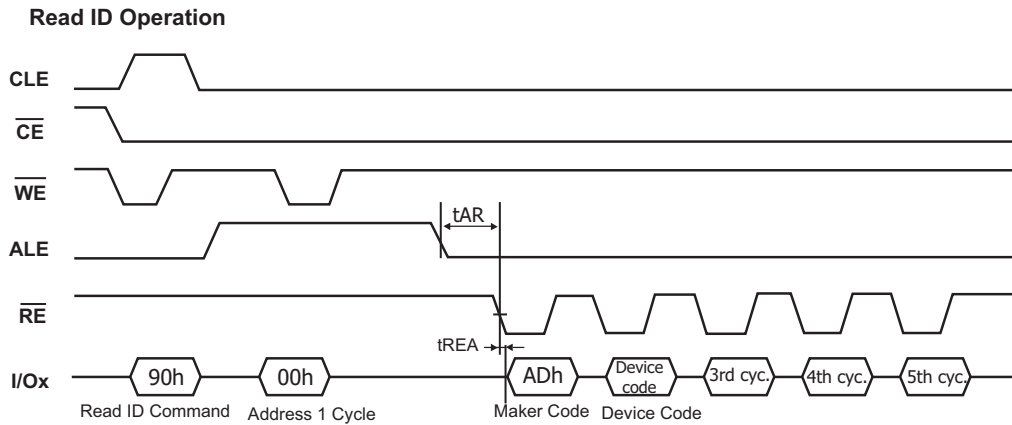 Read ID Operation
CLE
CE
WE
ALE
tAR
RE
tREA
I/Ox
90h
00h
ADh
Device
code
3rd cyc.
4th cyc.
5th cyc.
Read ID Command
Address 1 Cycle
Maker Code
Device Code